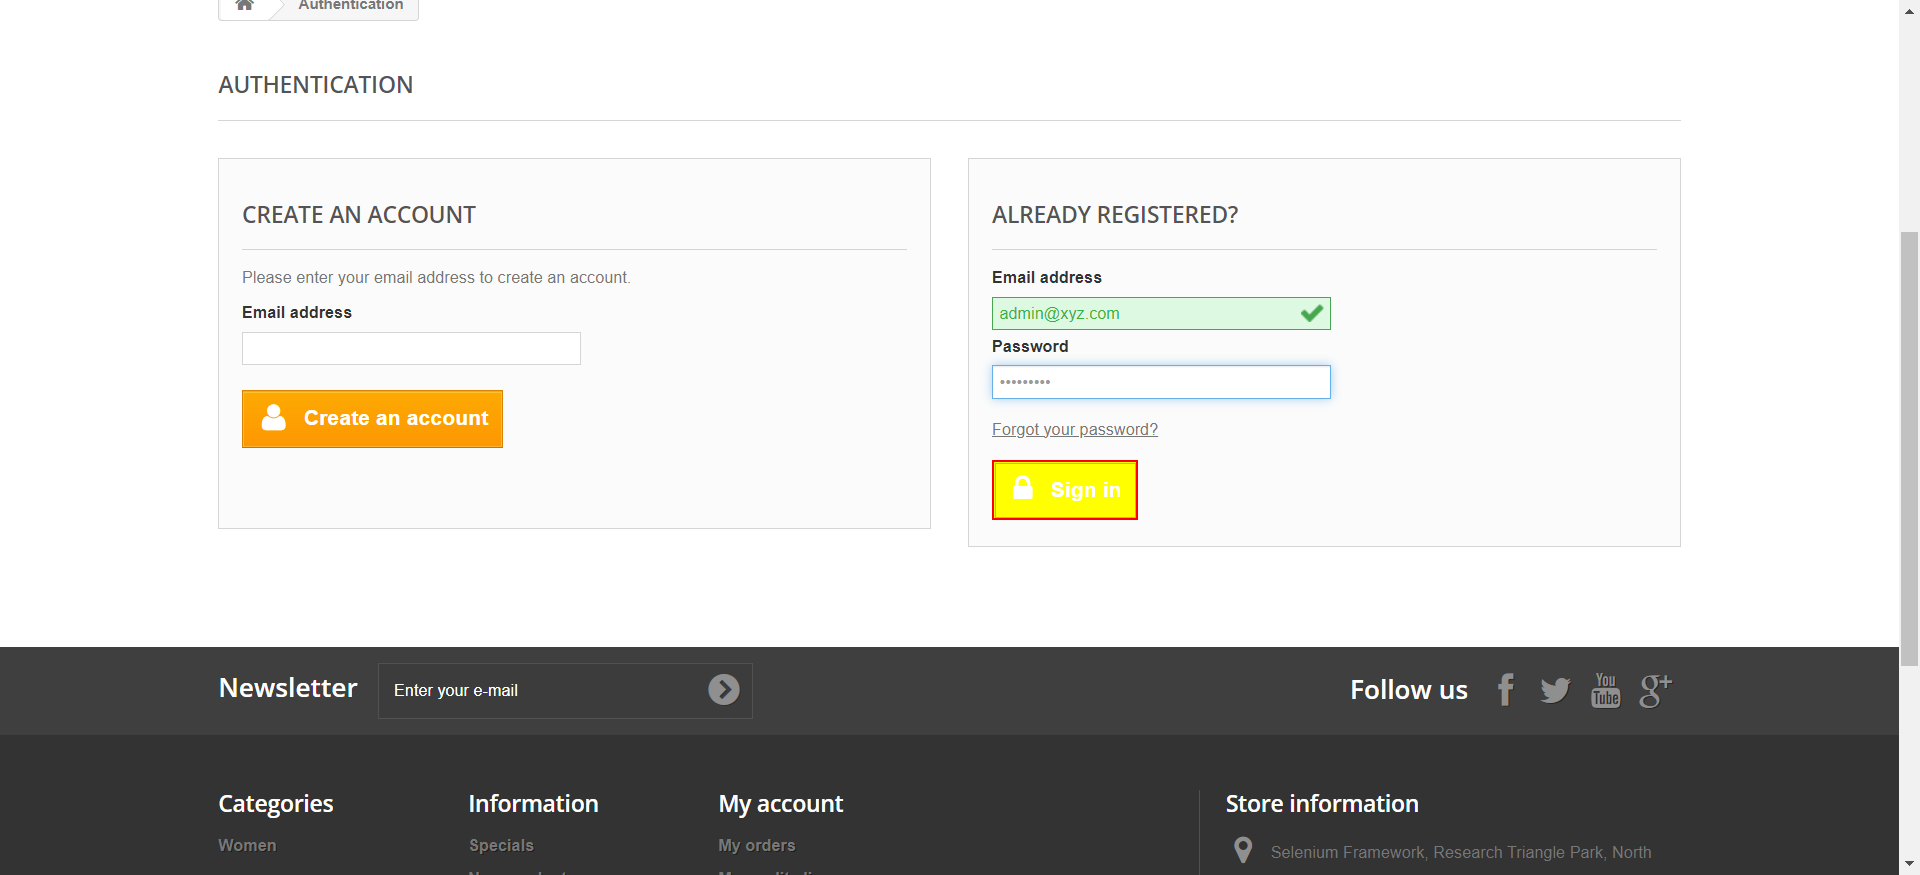 Authentication
AUTHENTICATION
CREATE AN ACCOUNT
Please enter your email address to create an account.
Email address
Create an account
ALREADY REGISTERED?
Email address
admin@xyz.com
Password
•••••••••
Forgot your password?
Sign in
Newsletter
Enter your e-mail
Follow us
You
Tube
g+
Categories
Women
Information
Specials
My account
My orders
Store information
Selenium Framework, Research Triangle Park, North